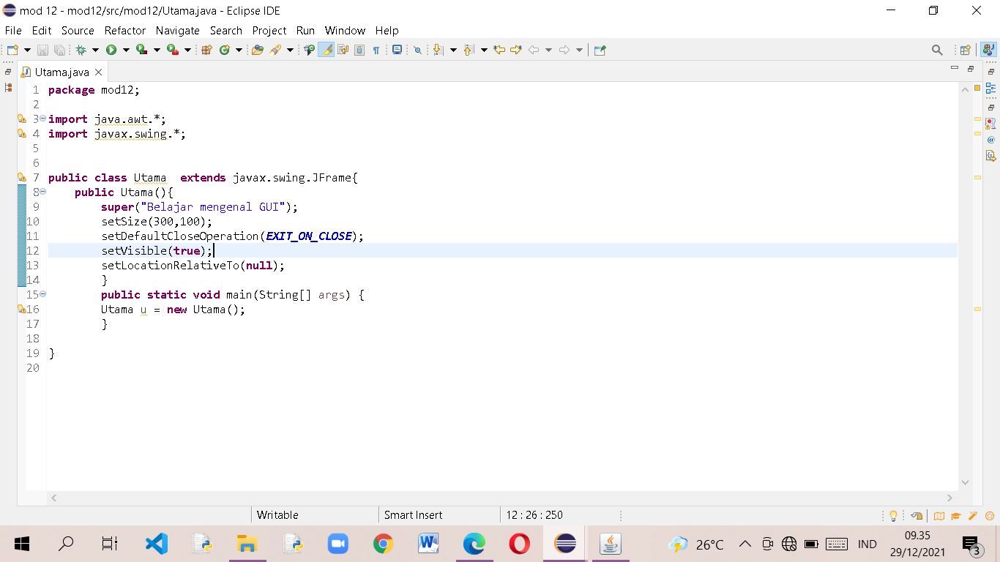 mod 12 - mod12/src/mod12/Utama.java - Eclipse IDE
File Edit Source Refactor Navigate Search Project Run Window Help
Utama.java
1 package mod12;
2
3 import java.awt.*;
4 import javax.swing.*;
5
6
7 public class Utama  extends javax.swing.JFrame{
8     public Utama(){
9         super("Belajar mengenal GUI");
10         setSize(300,100);
11         setDefaultCloseOperation(EXIT_ON_CLOSE);
12         setVisible(true);
13         setLocationRelativeTo(null);
14         }
15         public static void main(String[] args) {
16         Utama u = new Utama();
17         }
18
19 }
20
Writable Smart Insert 12 : 26 : 250
26°C IND 09.35
29/12/2021 3